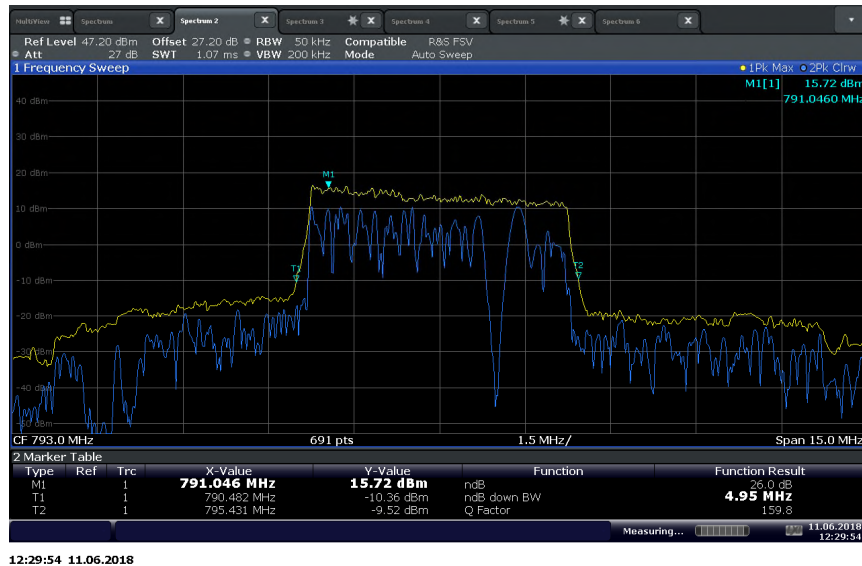 MultiView Spectrum X Spectrum 2 X Spectrum 3 X Spectrum 4 X Spectrum 5 X Spectrum 6 X
Ref Level 47.20 dBm Offset 27.20 dB RBW 50 kHz Compatible R&S FSV
Att 27 dB SWT 1.07 ms VBW 200 kHz Mode Auto Sweep
1 Frequency Sweep 1Pk Max 2Pk Clrw
M1[1] 15.72 dBm
791.0460 MHz
40 dBm
30 dBm
20 dBm
M1
10 dBm
0 dBm
T1 T2
-10 dBm
-20 dBm
-30 dBm
-40 dBm
-50 dBm
CF 793.0 MHz 691 pts 1.5 MHz/ Span 15.0 MHz
2 Marker Table
Type Ref Trc X-Value Y-Value Function Function Result
M1 1 791.046 MHz 15.72 dBm ndB 26.0 dB
T1 1 790.482 MHz -10.36 dBm ndB down BW 4.95 MHz
T2 1 795.431 MHz -9.52 dBm Q Factor 159.8
Measuring... 11.06.2018
12:29:54
12:29:54 11.06.2018